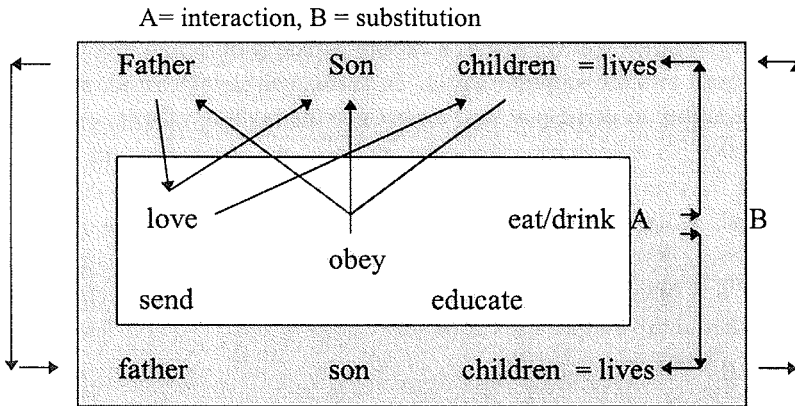 A= interaction, B = substitution
Father Son children = lives
love eat/drink A B
obey
send educate
father son children = lives